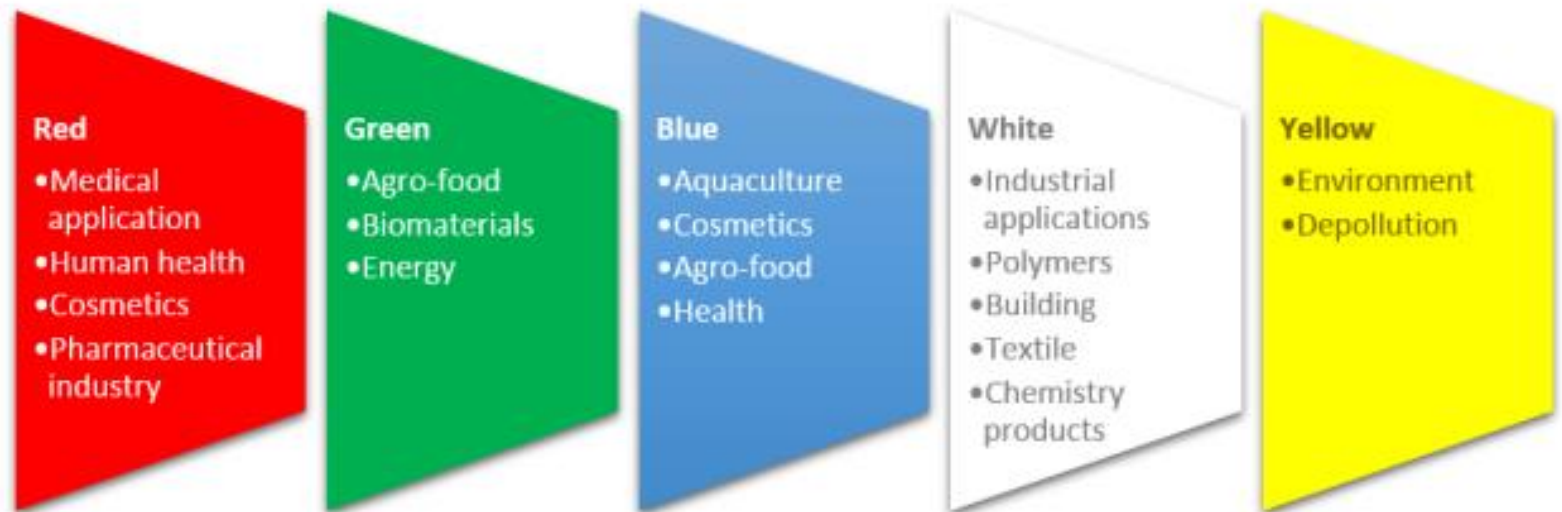 Red
•Medical
application
•Human health
•Cosmetics
•Pharmaceutical
industry
Green
•Agro-food
•Biomaterials
•Energy
Blue
•Aquaculture
•Cosmetics
•Agro-food
•Health
White
•Industrial
applications
•Polymers
•Building
•Textile
•Chemistry
products
Yellow
•Environment
•Depollution